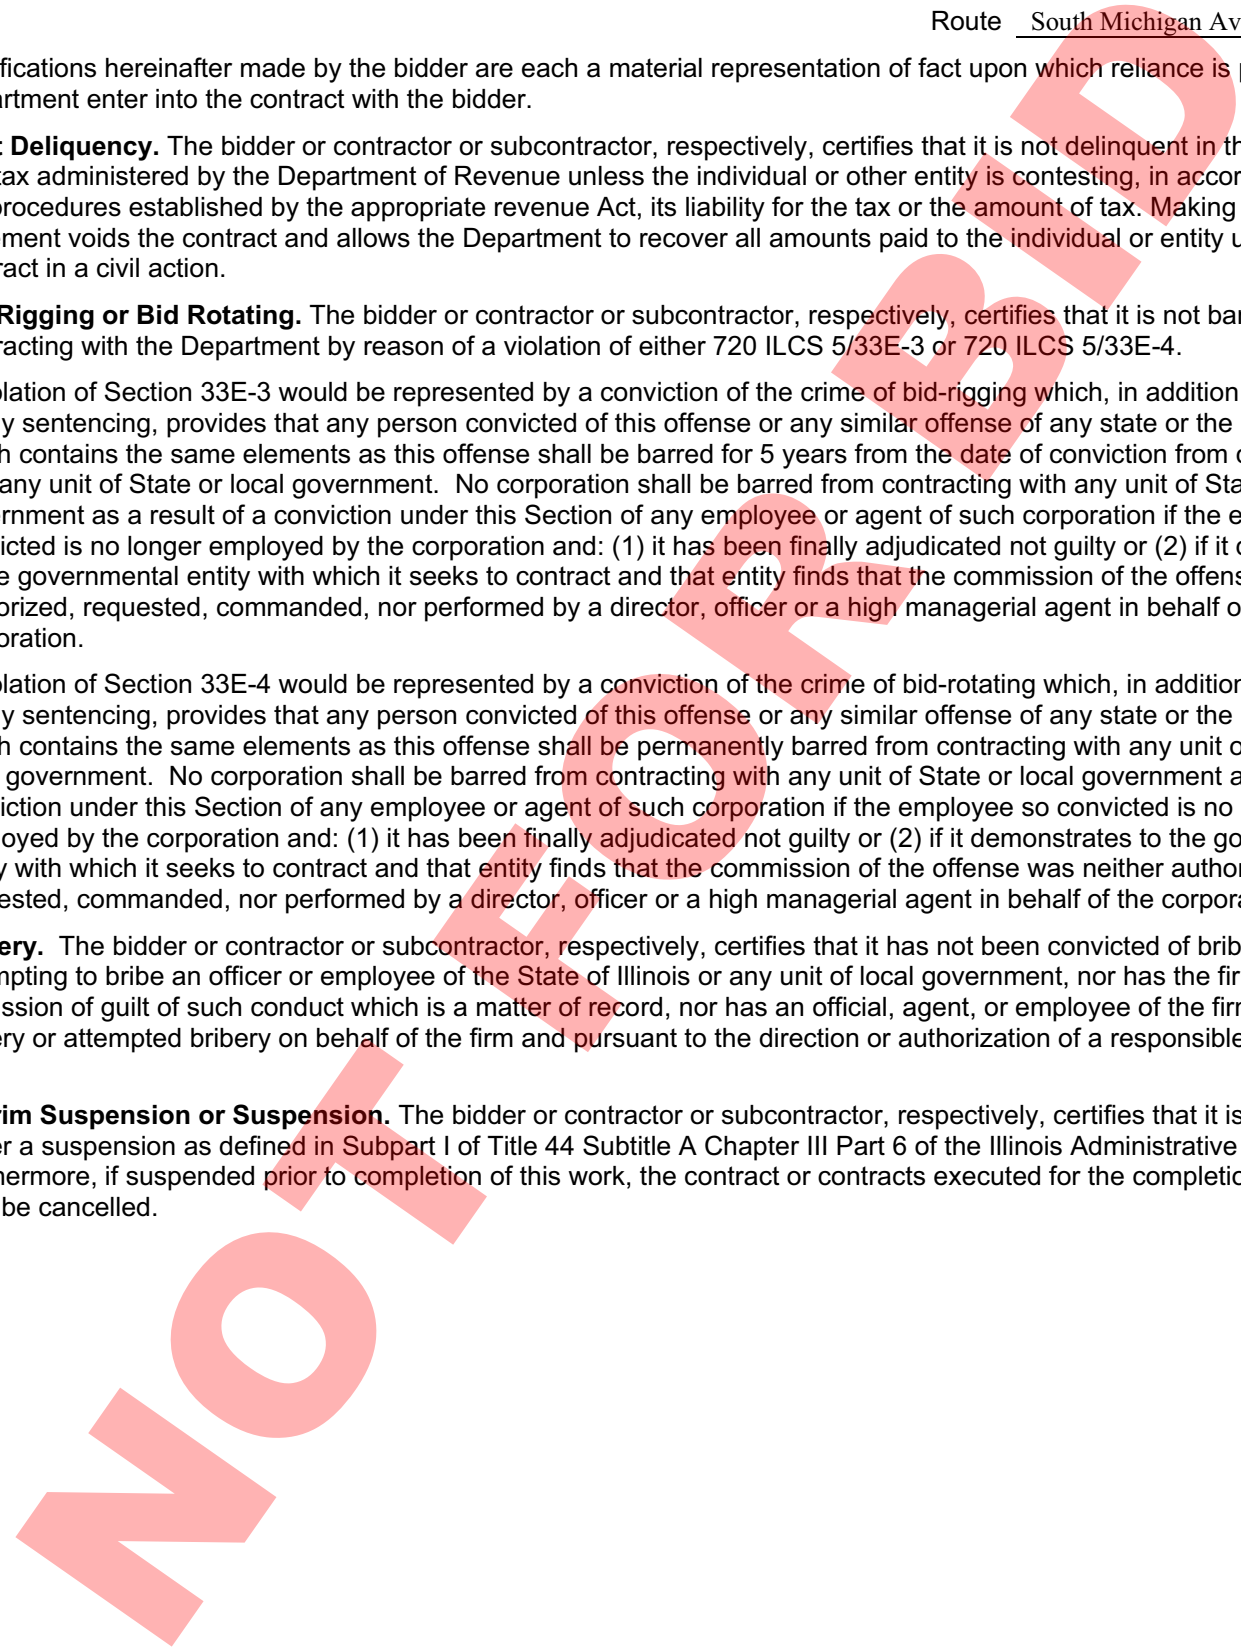 Route South Michigan Av
fications hereinafter made by the bidder are each a material representation of fact upon which reliance is p
artment enter into the contract with the bidder.
t Deliquency. The bidder or contractor or subcontractor, respectively, certifies that it is not delinquent in th
tax administered by the Department of Revenue unless the individual or other entity is contesting, in accor
procedures established by the appropriate revenue Act, its liability for the tax or the amount of tax. Making
ement voids the contract and allows the Department to recover all amounts paid to the individual or entity u
ract in a civil action.
Rigging or Bid Rotating. The bidder or contractor or subcontractor, respectively, certifies that it is not bar
racting with the Department by reason of a violation of either 720 ILCS 5/33E-3 or 720 ILCS 5/33E-4.
olation of Section 33E-3 would be represented by a conviction of the crime of bid-rigging which, in addition
ny sentencing, provides that any person convicted of this offense or any similar offense of any state or the
h contains the same elements as this offense shall be barred for 5 years from the date of conviction from c
any unit of State or local government. No corporation shall be barred from contracting with any unit of Sta
ernment as a result of a conviction under this Section of any employee or agent of such corporation if the e
icted is no longer employed by the corporation and: (1) it has been finally adjudicated not guilty or (2) if it d
e governmental entity with which it seeks to contract and that entity finds that the commission of the offens
orized, requested, commanded, nor performed by a director, officer or a high managerial agent in behalf o
oration.
olation of Section 33E-4 would be represented by a conviction of the crime of bid-rotating which, in addition
ny sentencing, provides that any person convicted of this offense or any similar offense of any state or the
h contains the same elements as this offense shall be permanently barred from contracting with any unit o
government. No corporation shall be barred from contracting with any unit of State or local government a
iction under this Section of any employee or agent of such corporation if the employee so convicted is no
oyed by the corporation and: (1) it has been finally adjudicated not guilty or (2) if it demonstrates to the go
y with which it seeks to contract and that entity finds that the commission of the offense was neither author
ested, commanded, nor performed by a director, officer or a high managerial agent in behalf of the corpora
ery. The bidder or contractor or subcontractor, respectively, certifies that it has not been convicted of brib
mpting to bribe an officer or employee of the State of Illinois or any unit of local government, nor has the fir
ssion of guilt of such conduct which is a matter of record, nor has an official, agent, or employee of the firm
ery or attempted bribery on behalf of the firm and pursuant to the direction or authorization of a responsible
rim Suspension or Suspension. The bidder or contractor or subcontractor, respectively, certifies that it is
er a suspension as defined in Subpart I of Title 44 Subtitle A Chapter III Part 6 of the Illinois Administrative
hermore, if suspended prior to completion of this work, the contract or contracts executed for the completio
be cancelled.
NOT FOR BID